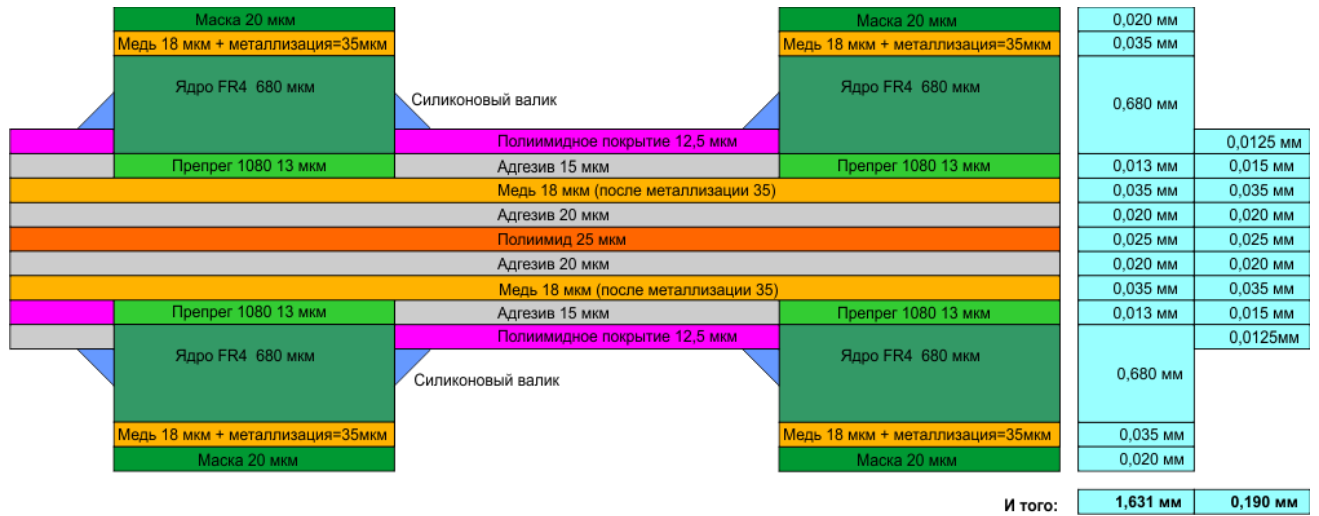 Маска 20 мкм Маска 20 мкм 0,020 мм
Медь 18 мкм + металлизация=35мкм Медь 18 мкм + металлизация=35мкм 0,035 мм
Ядро FR4 680 мкм Ядро FR4 680 мкм
Силиконовый валик 0,680 мм
Полиимидное покрытие 12,5 мкм 0,0125 мм
Препрег 1080 13 мкм Адгезив 15 мкм Препрег 1080 13 мкм 0,013 мм 0,015 мм
Медь 18 мкм (после металлизации 35) 0,035 мм 0,035 мм
Адгезив 20 мкм 0,020 мм 0,020 мм
Полиимид 25 мкм 0,025 мм 0,025 мм
Адгезив 20 мкм 0,020 мм 0,020 мм
Медь 18 мкм (после металлизации 35) 0,035 мм 0,035 мм
Препрег 1080 13 мкм Адгезив 15 мкм Препрег 1080 13 мкм 0,013 мм 0,015 мм
Полиимидное покрытие 12,5 мкм 0,0125мм
Ядро FR4 680 мкм Ядро FR4 680 мкм
Силиконовый валик 0,680 мм
Медь 18 мкм + металлизация=35мкм Медь 18 мкм + металлизация=35мкм 0,035 мм
Маска 20 мкм Маска 20 мкм 0,020 мм
И того: 1,631 мм 0,190 мм